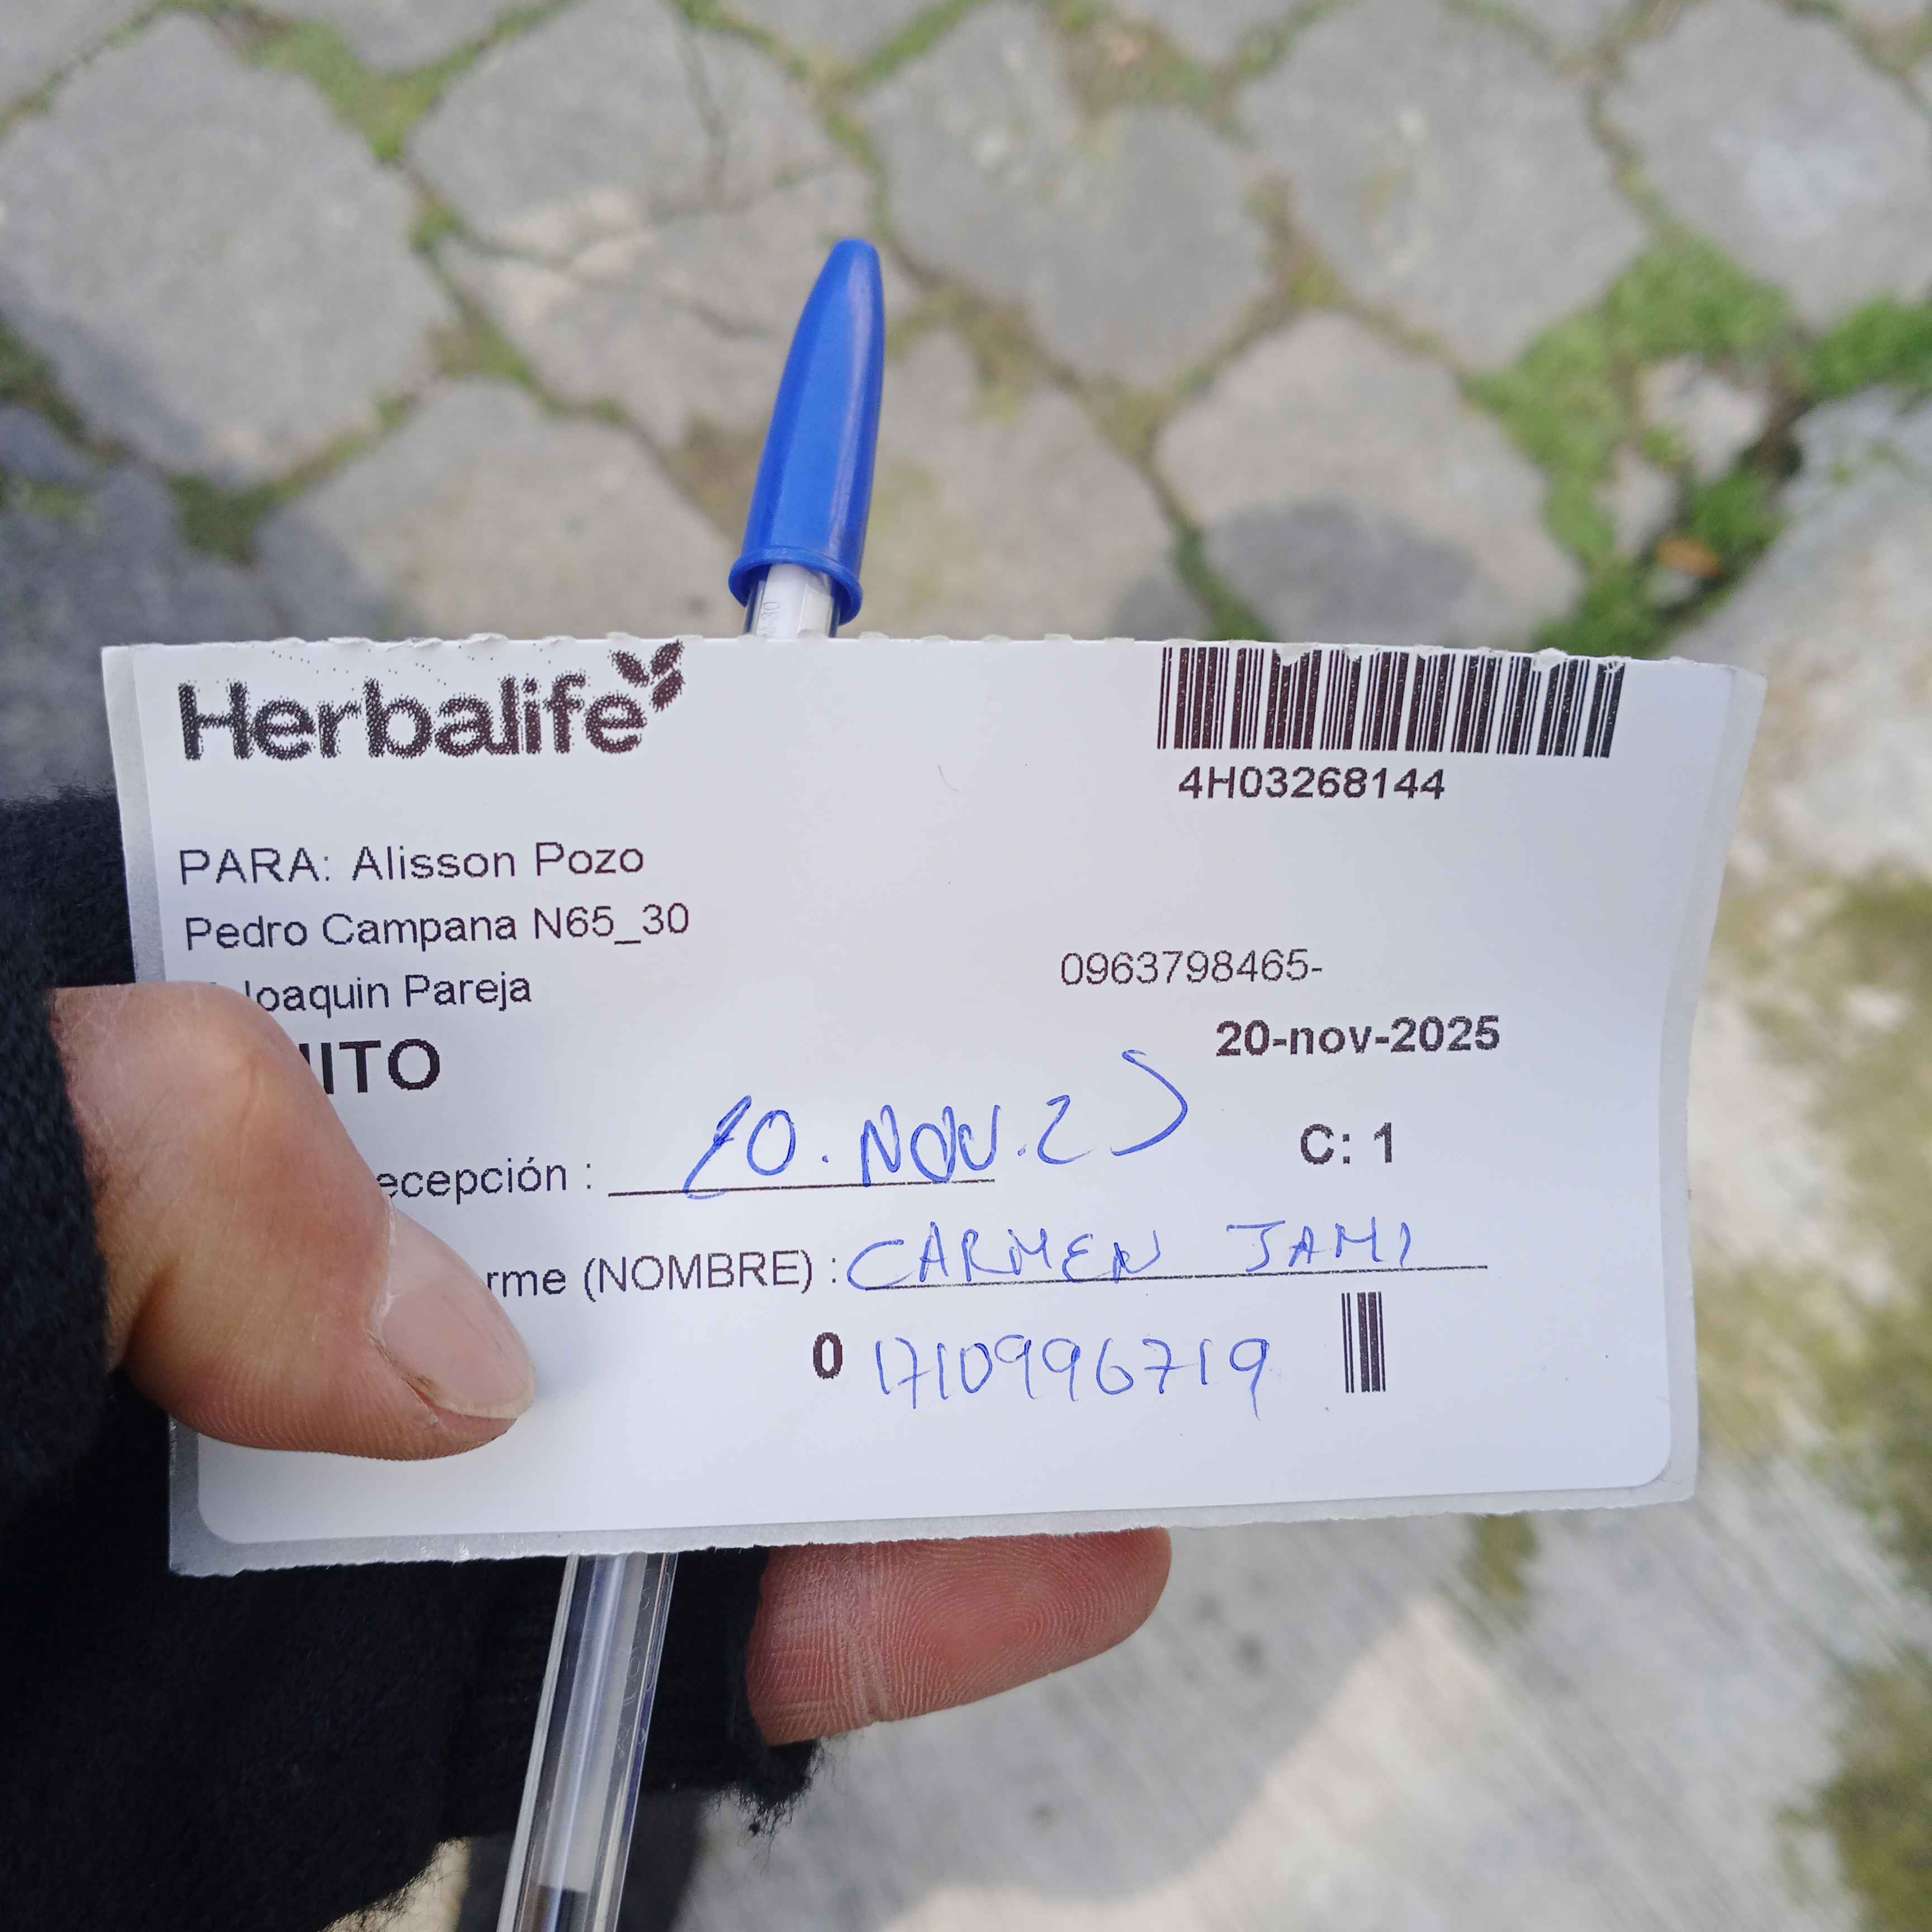 Herbalife
4H03268144
PARA: Alisson Pozo
Pedro Campana N65_30
Joaquin Pareja
0963798465-
20-nov-2025
ecepción : 20.NOV.25
C: 1
rme (NOMBRE) : CARMEN JAMI
0 1710996719